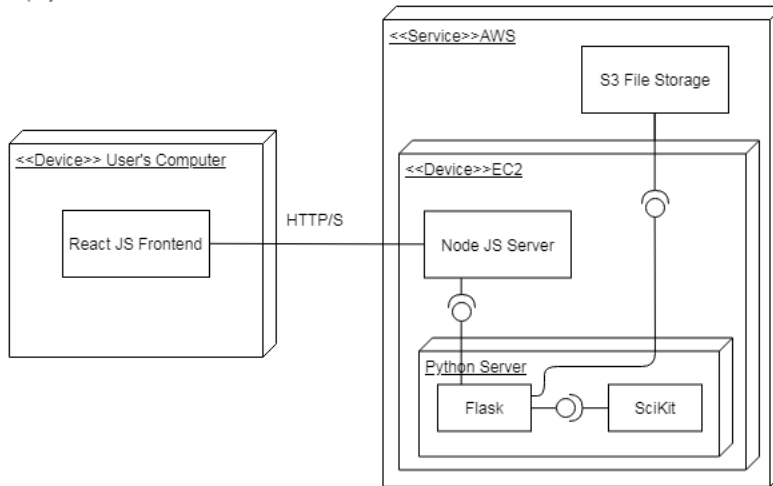 <<Service>>AWS
S3 File Storage
<<Device>> User's Computer
<<Device>>EC2
React JS Frontend
HTTP/S
Node JS Server
Python Server
Flask
SciKit